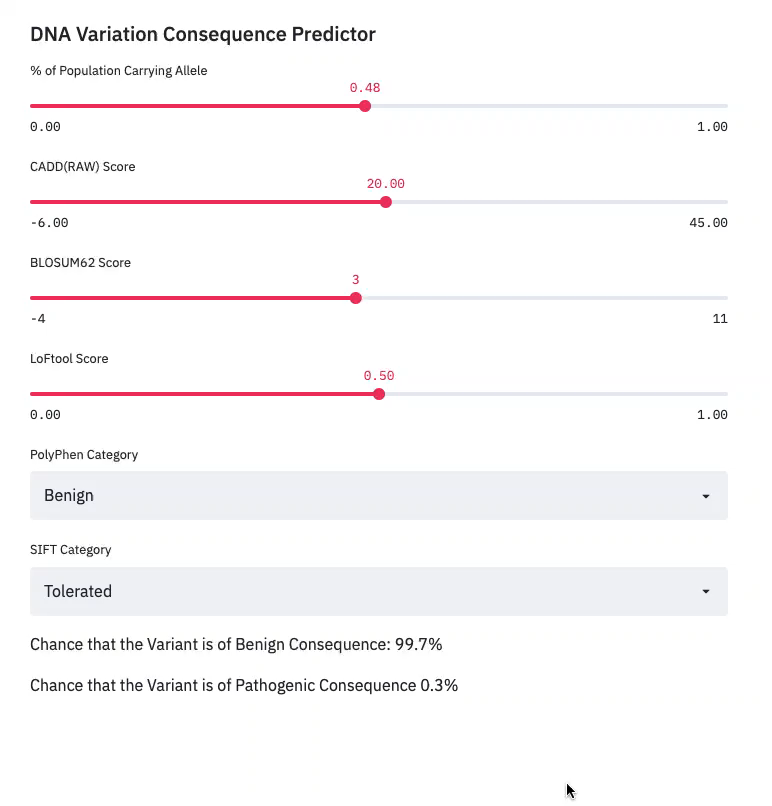 DNA Variation Consequence Predictor
% of Population Carrying Allele
0.48
0.00 1.00
CADD(RAW) Score
20.00
-6.00 45.00
BLOSUM62 Score
3
-4 11
LoFtool Score
0.50
0.00 1.00
PolyPhen Category
Benign
SIFT Category
Tolerated
Chance that the Variant is of Benign Consequence: 99.7%
Chance that the Variant is of Pathogenic Consequence 0.3%